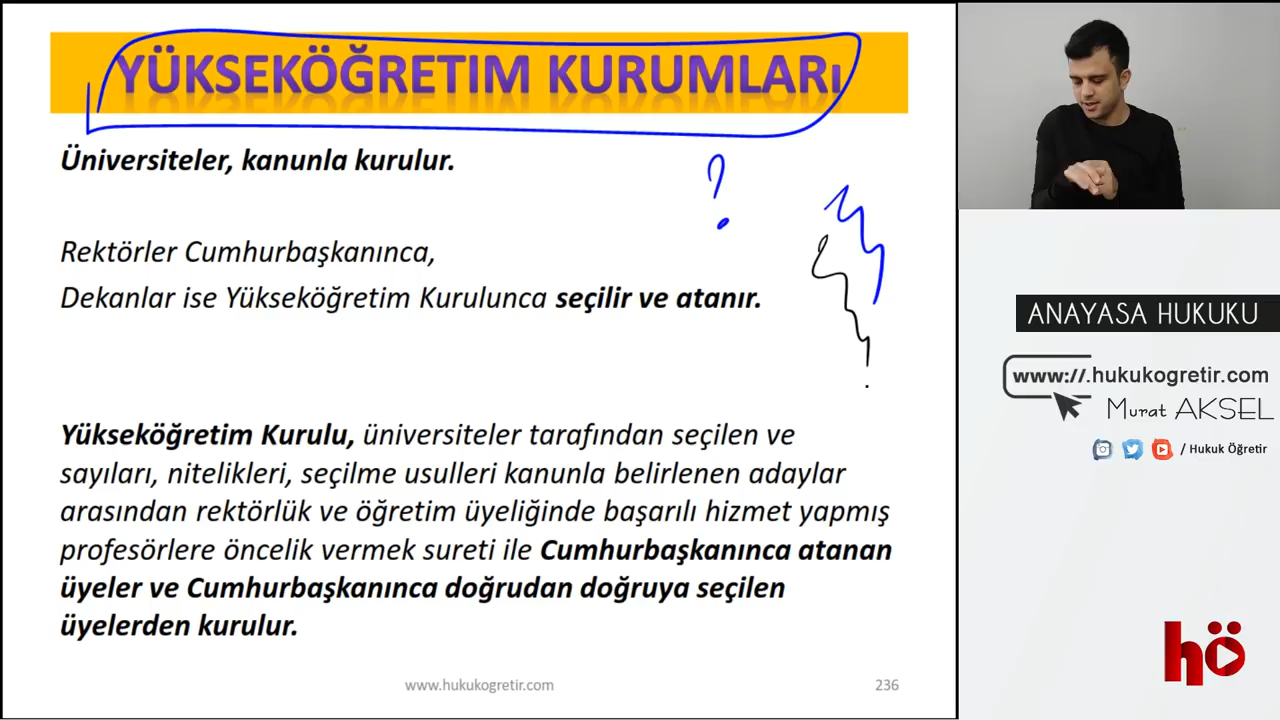 YÜKSEKÖĞRETİM KURUMLARI
Üniversiteler, kanunla kurulur.
?
Rektörler Cumhurbaşkanınca,
Dekanlar ise Yükseköğretim Kurulunca seçilir ve atanır.
Yükseköğretim Kurulu, üniversiteler tarafından seçilen ve
sayıları, nitelikleri, seçilme usulleri kanunla belirlenen adaylar
arasından rektörlük ve öğretim üyeliğinde başarılı hizmet yapmış
profesörlere öncelik vermek sureti ile Cumhurbaşkanınca atanan
üyeler ve Cumhurbaşkanınca doğrudan doğruya seçilen
üyelerden kurulur.
www.hukukogretir.com
236
ANAYASA HUKUKU
www://.hukukogretir.com
Murat AKSEL
/ Hukuk Öğretir
hö